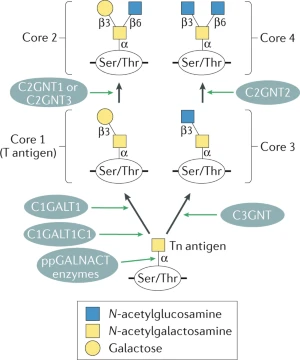 Core 2
β3
β6
α
Ser/Thr
Core 4
β3
β6
α
Ser/Thr
C2GNT1 or
C2GNT3
C2GNT2
Core 1
(T antigen)
β3
α
Ser/Thr
Core 3
β3
α
Ser/Thr
C1GALT1
C3GNT
C1GALT1C1
Tn antigen
ppGALNACT
enzymes
α
Ser/Thr
N-acetylglucosamine
N-acetylgalactosamine
Galactose